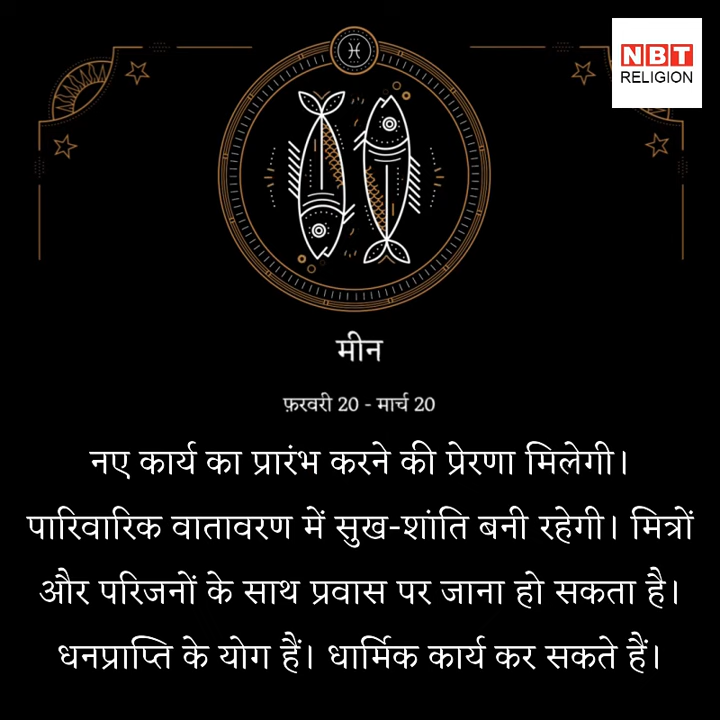 NBT
RELIGION
मीन
फ़रवरी 20 - मार्च 20
नए कार्य का प्रारंभ करने की प्रेरणा मिलेगी।
पारिवारिक वातावरण में सुख-शांति बनी रहेगी। मित्रों
और परिजनों के साथ प्रवास पर जाना हो सकता है।
धनप्राप्ति के योग हैं। धार्मिक कार्य कर सकते हैं।